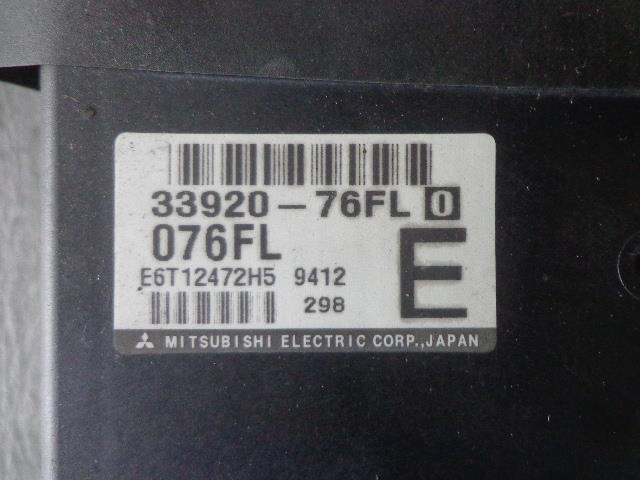 33920-76FL 0
076FL
E
E6T12472H5 9412
298
MITSUBISHI ELECTRIC CORP.,JAPAN